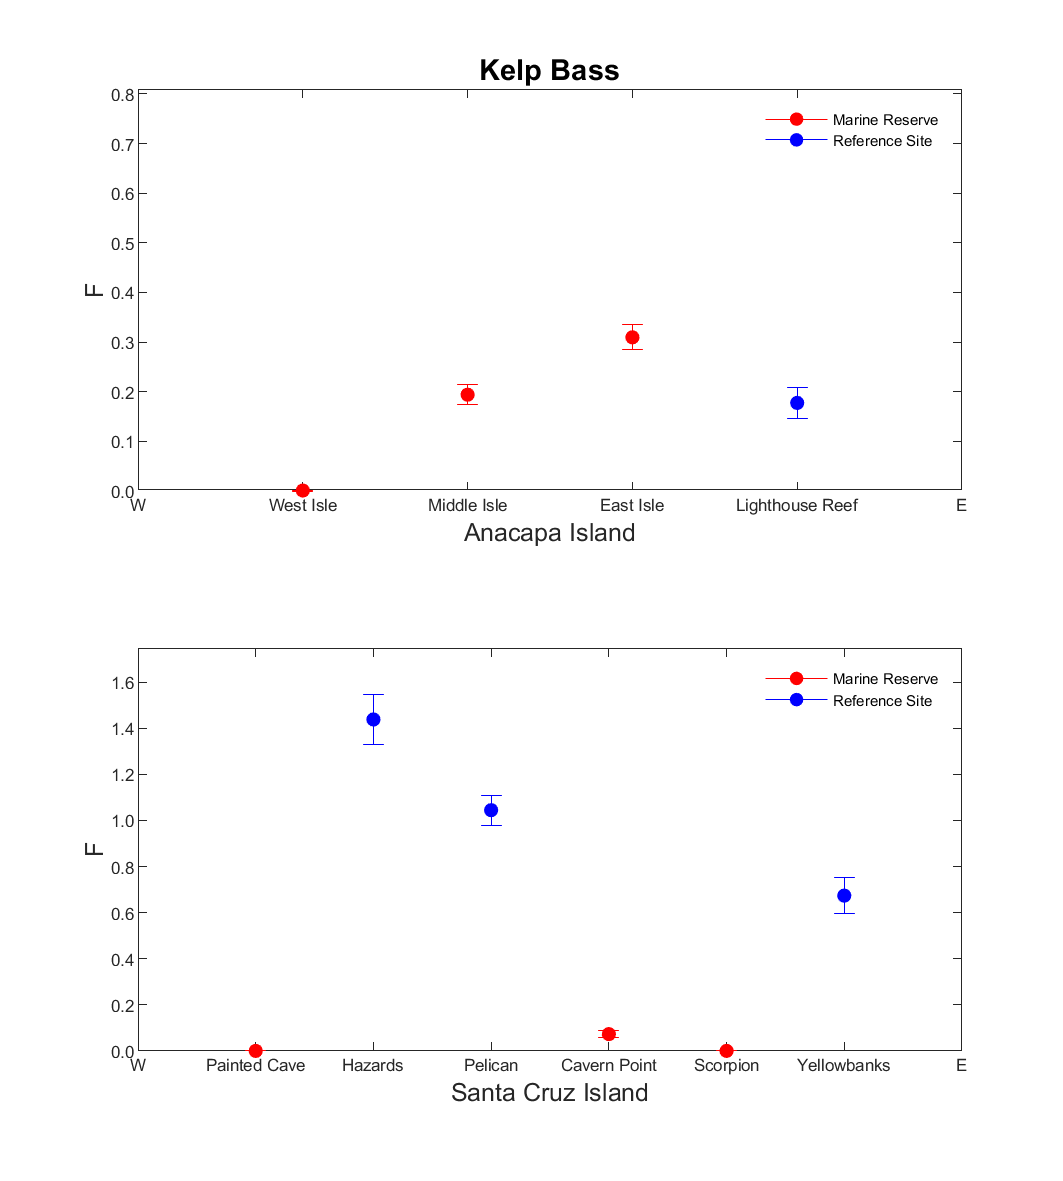 Kelp Bass
0.8
0.7
0.6
0.5
0.4
0.3
0.2
0.1
0.0
F
Marine Reserve
Reference Site
W West Isle Middle Isle East Isle Lighthouse Reef E
Anacapa Island
1.6
1.4
1.2
1.0
0.8
0.6
0.4
0.2
0.0
F
Marine Reserve
Reference Site
W Painted Cave Hazards Pelican Cavern Point Scorpion Yellowbanks E
Santa Cruz Island